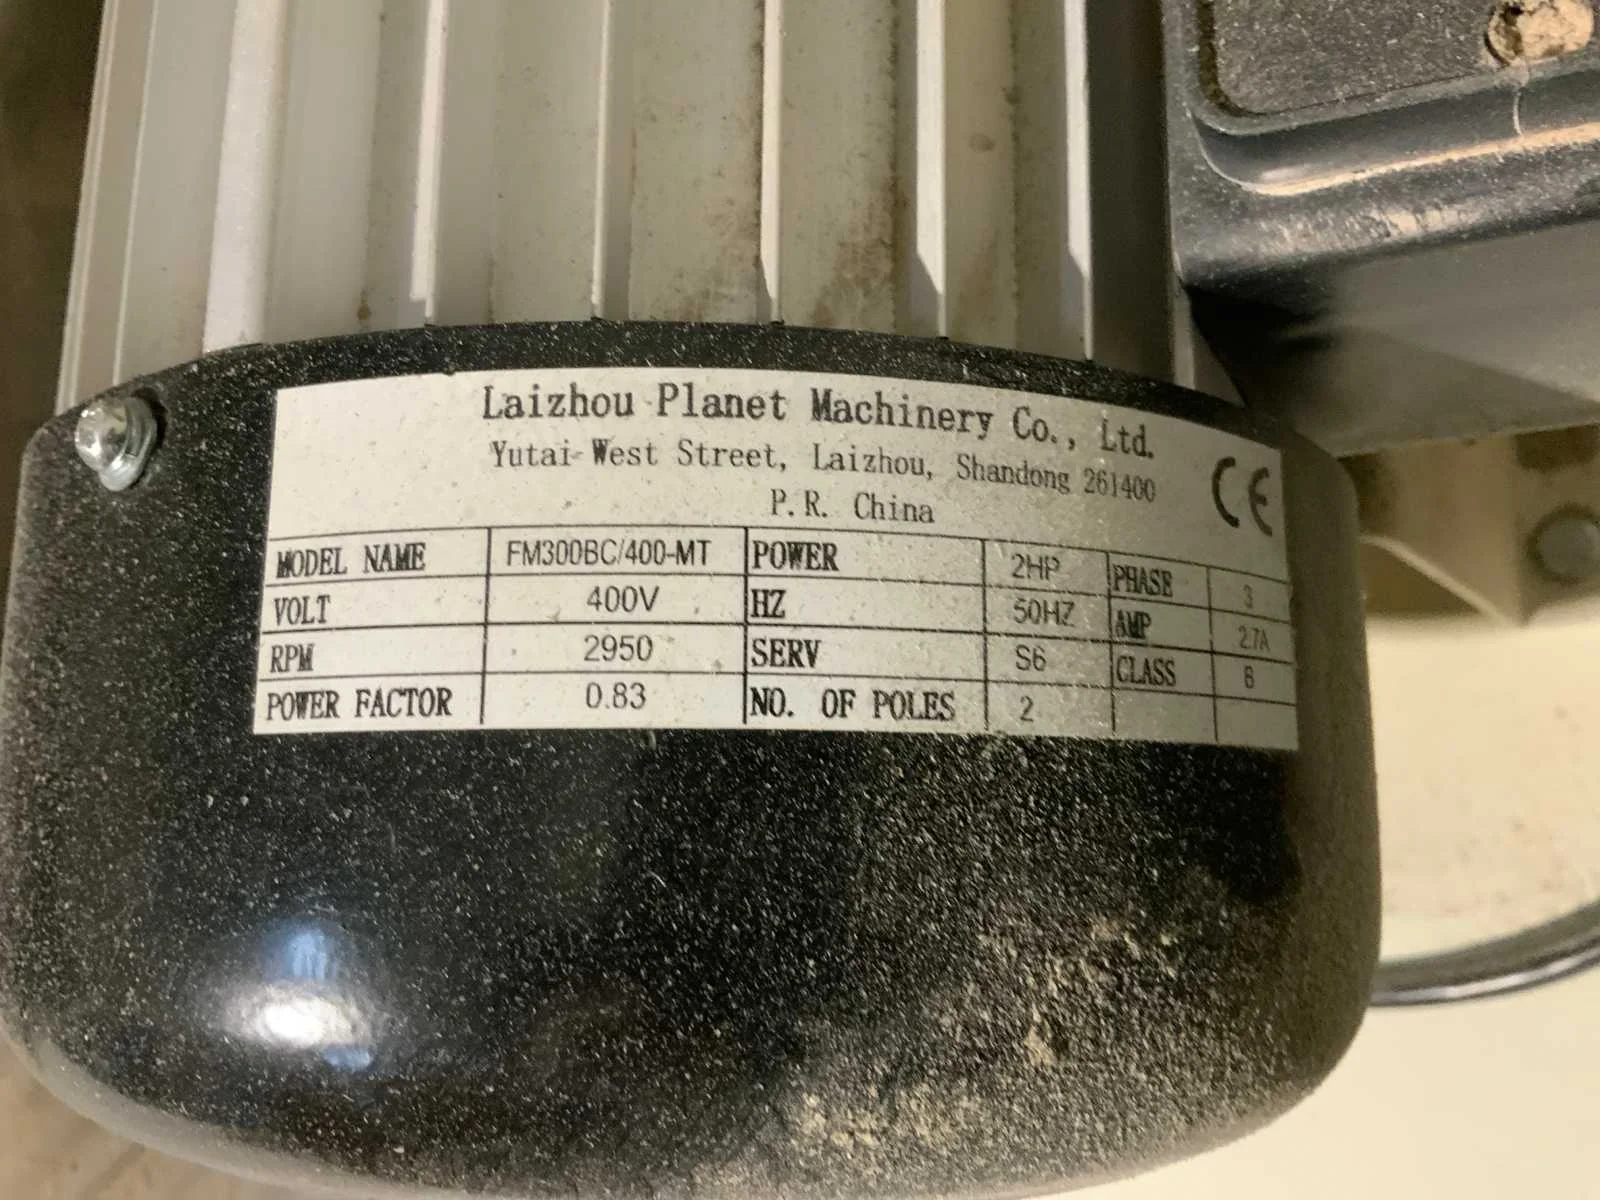 Laizhou Planet Machinery Co., Ltd.
Yutai West Street, Laizhou, Shandong 261400
P.R. China
CE
MODEL NAME FM300BC/400-MT POWER 2HP PHASE 3
VOLT 400V HZ 50HZ AMP 2.7A
RPM 2950 SERV S6 CLASS B
POWER FACTOR 0.83 NO. OF POLES 2